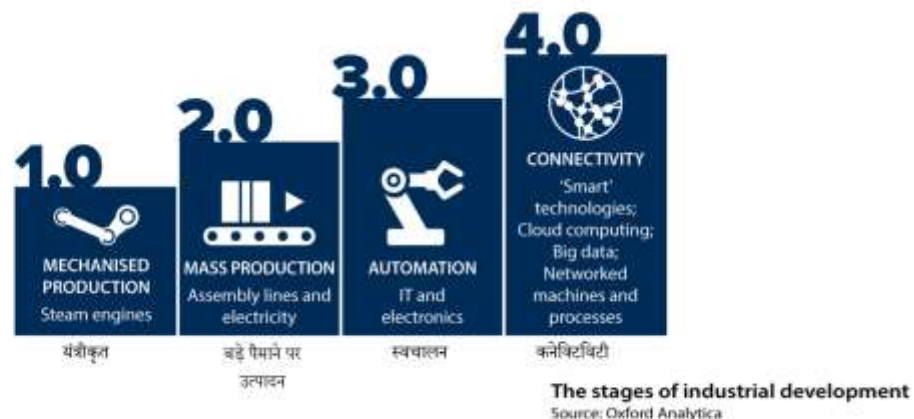 1.0
MECHANISED
PRODUCTION
Steam engines
यंत्रीकृत
2.0
MASS PRODUCTION
Assembly lines and
electricity
बड़े पैमाने पर
उत्पादन
3.0
AUTOMATION
IT and
electronics
स्वचालन
4.0
CONNECTIVITY
'Smart'
technologies;
Cloud computing;
Big data;
Networked
machines and
processes
कनेक्टिविटी
The stages of industrial development
Source: Oxford Analytica